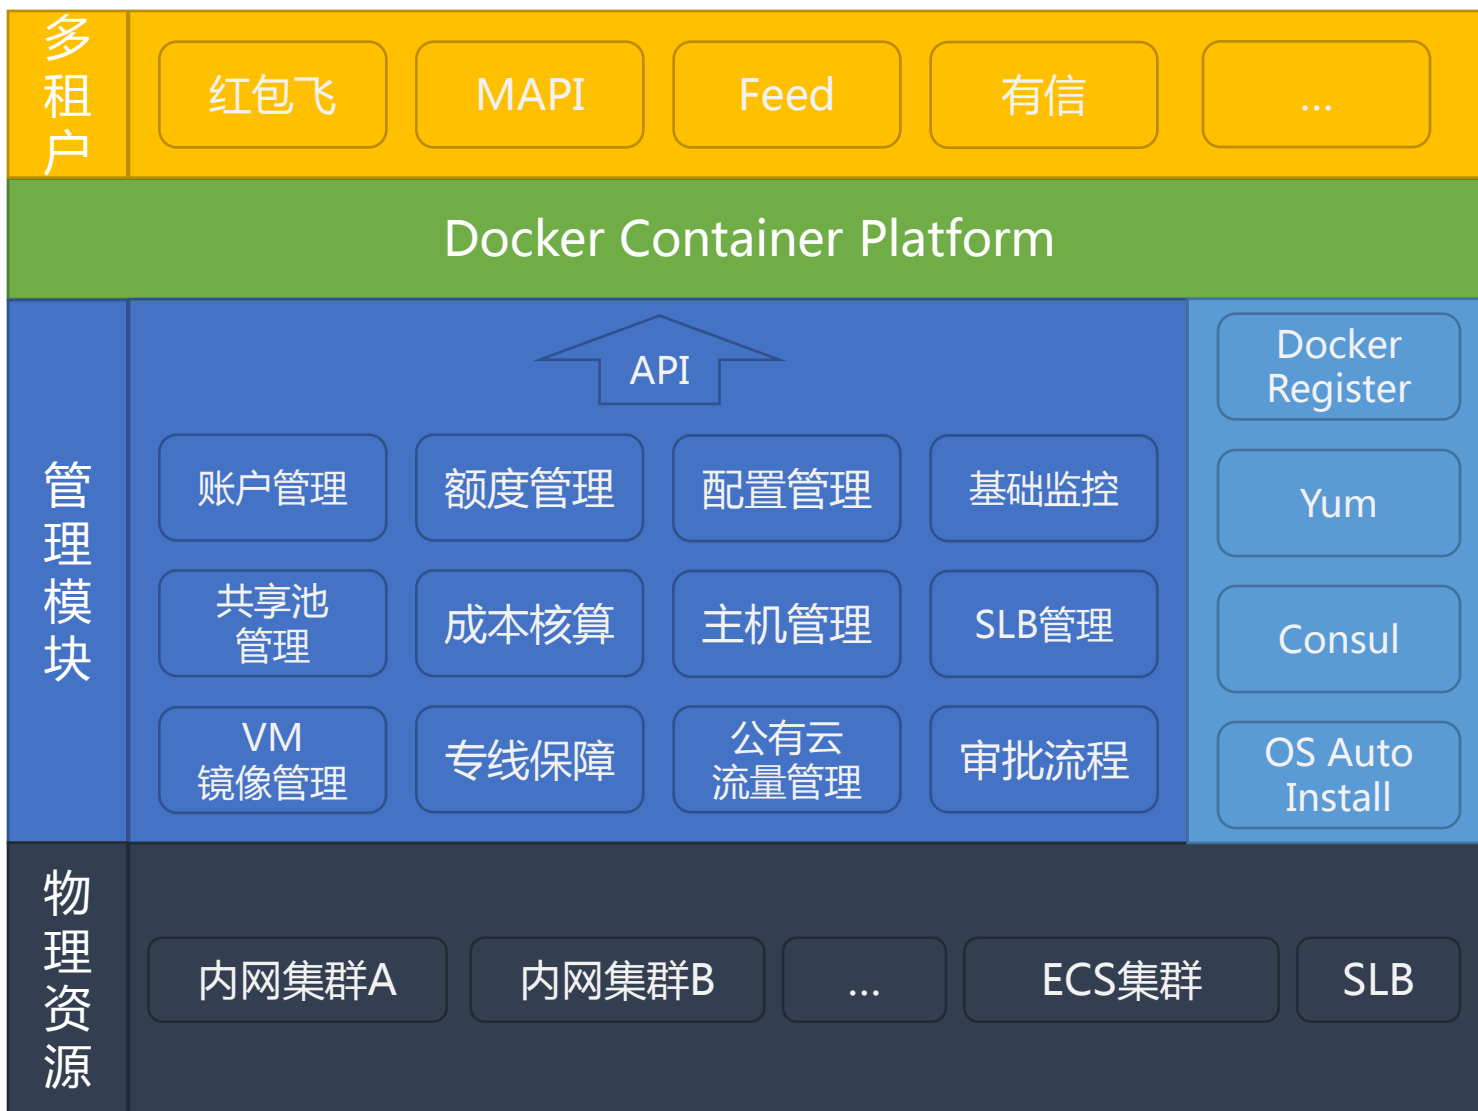 多租户
红包飞
MAPI
Feed
有信
...
Docker Container Platform
管理模块
API
账户管理
额度管理
配置管理
基础监控
共享池
管理
成本核算
主机管理
SLB管理
VM
镜像管理
专线保障
公有云
流量管理
审批流程
Docker
Register
Yum
Consul
OS Auto
Install
物理资源
内网集群A
内网集群B
...
ECS集群
SLB